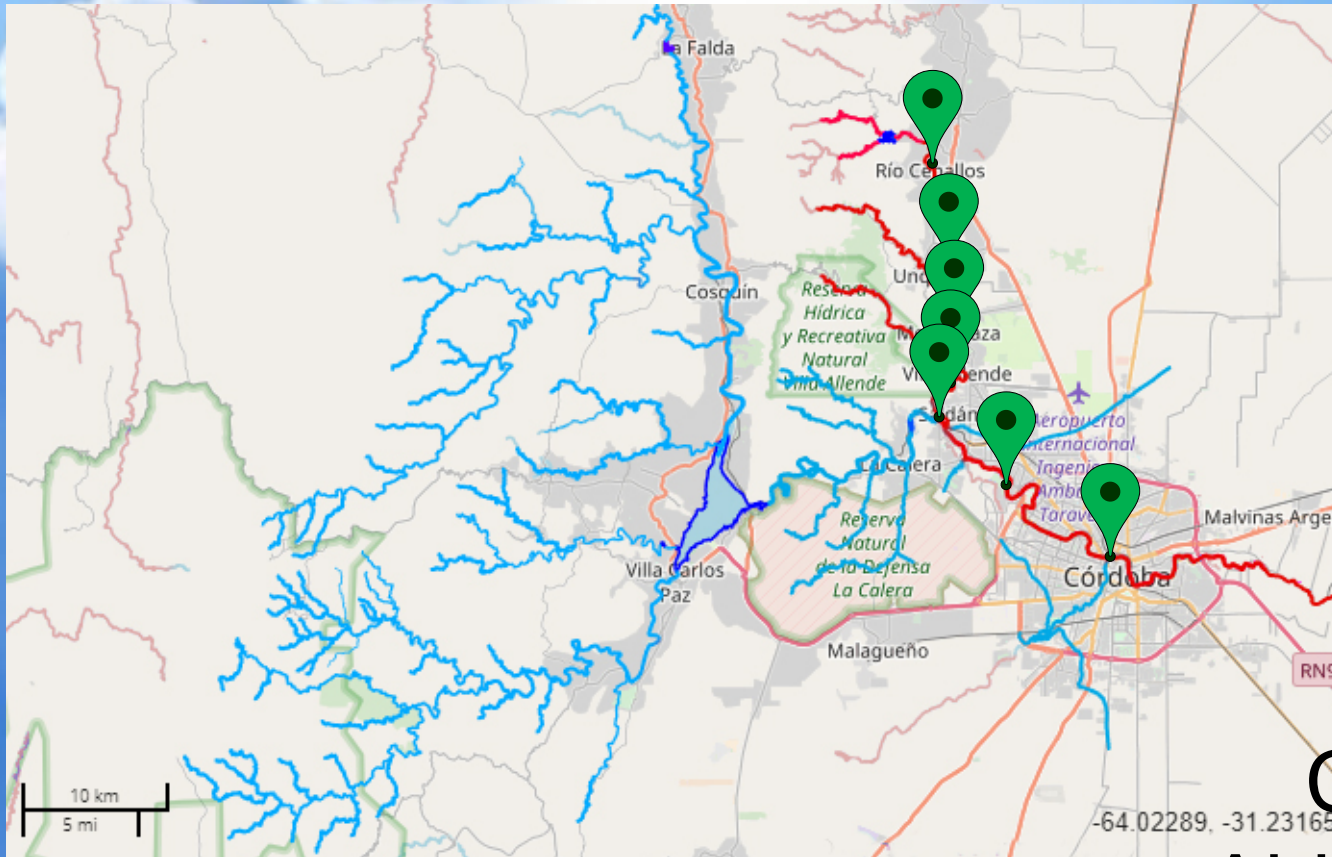 La Falda
Río Ceballos
Cosquín
Reserva
Hídrica
y Recreativa
Natural
Villa Allende
La Calera
Aeropuerto
Internacional
Reserva
Natural
de la Defensa
La Calera
Malvinas Arge
Villa Carlos
Paz
Córdoba
Malagueño
RN9
10 km
5 mi
-64.02289, -31.23165